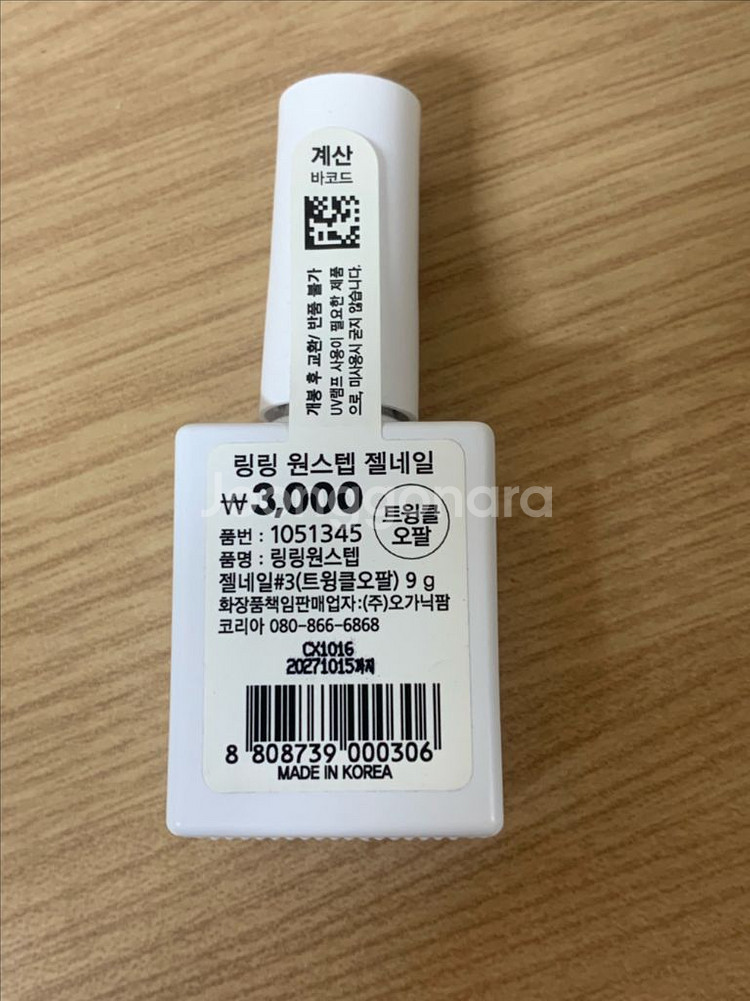 계산
바코드
개봉 후 교환/ 반품 불가
UV램프 사용이 필요한 제품
으로, 미사용시 굳지 않습니다.
링링 원스텝 젤네일
₩3,000
트윙클
오팔
Joonggonara
품번 : 1051345
품명 : 링링원스텝
젤네일#3(트윙클오팔) 9 g
화장품책임판매업자:(주)오가닉팜
코리아 080-866-6868
CX1016
20271015까지
8 808739 000306
MADE IN KOREA